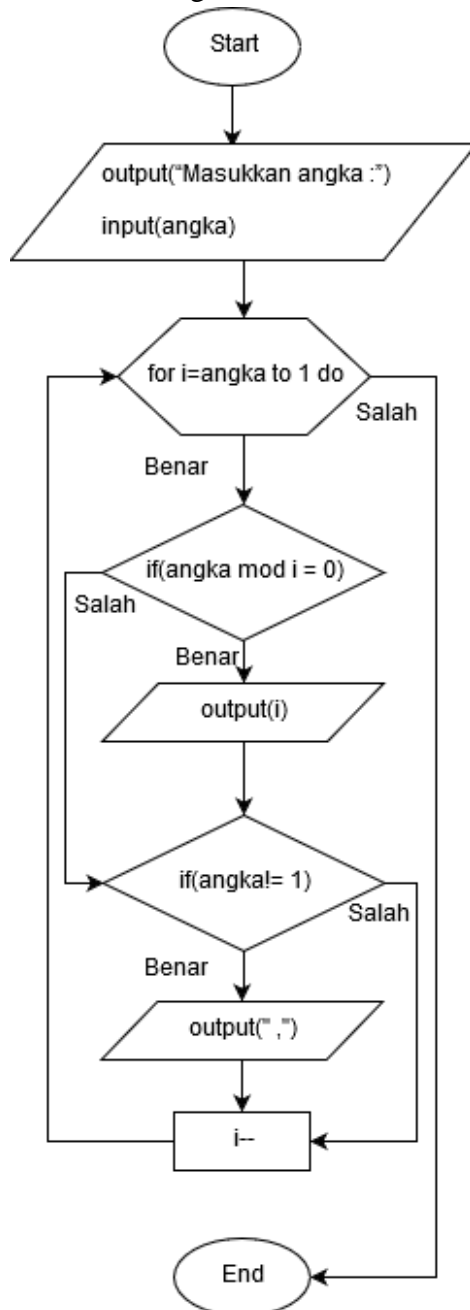 Start
output(“Masukkan angka :”)
input(angka)
for i=angka to 1 do
Salah
Benar
if(angka mod i = 0)
Salah
Benar
output(i)
if(angka!= 1)
Salah
Benar
output(" ,")
i--
End